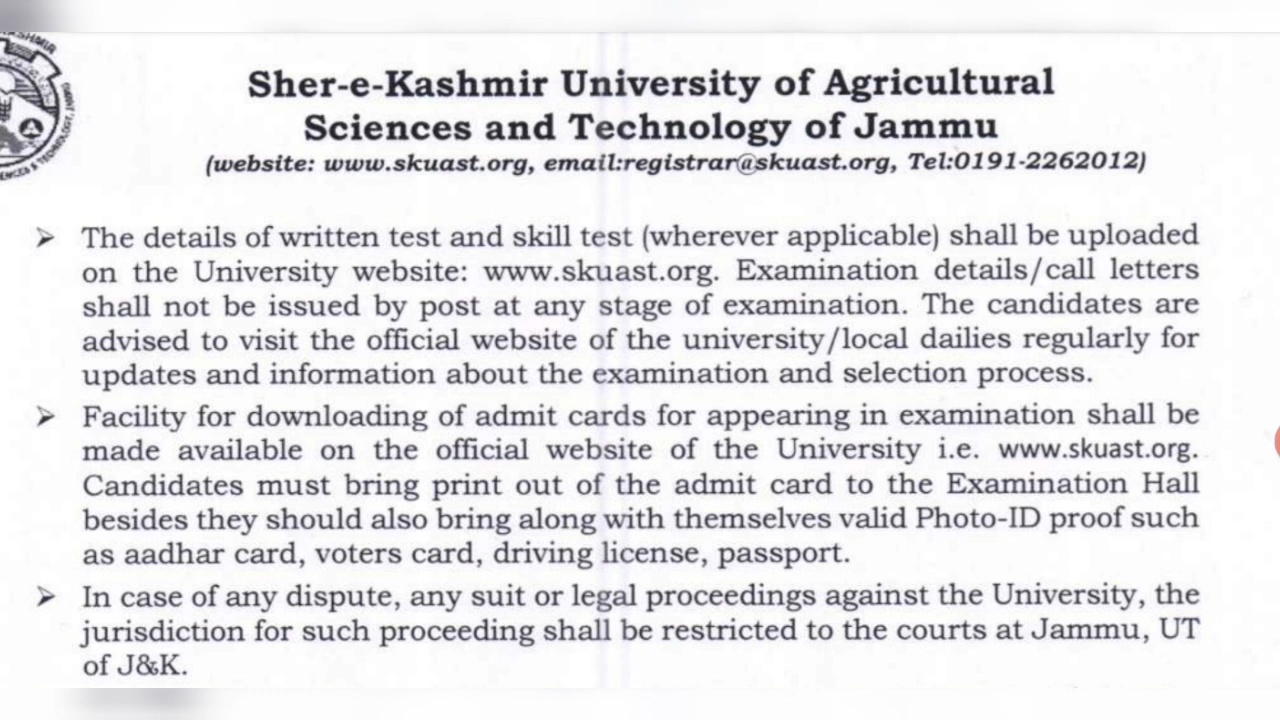 Sher-e-Kashmir University of Agricultural
Sciences and Technology of Jammu
(website: www.skuast.org, email:registrar@skuast.org, Tel:0191-2262012)
➢ The details of written test and skill test (wherever applicable) shall be uploaded
on the University website: www.skuast.org. Examination details/call letters
shall not be issued by post at any stage of examination. The candidates are
advised to visit the official website of the university/local dailies regularly for
updates and information about the examination and selection process.
➢ Facility for downloading of admit cards for appearing in examination shall be
made available on the official website of the University i.e. www.skuast.org.
Candidates must bring print out of the admit card to the Examination Hall
besides they should also bring along with themselves valid Photo-ID proof such
as aadhar card, voters card, driving license, passport.
➢ In case of any dispute, any suit or legal proceedings against the University, the
jurisdiction for such proceeding shall be restricted to the courts at Jammu, UT
of J&K.